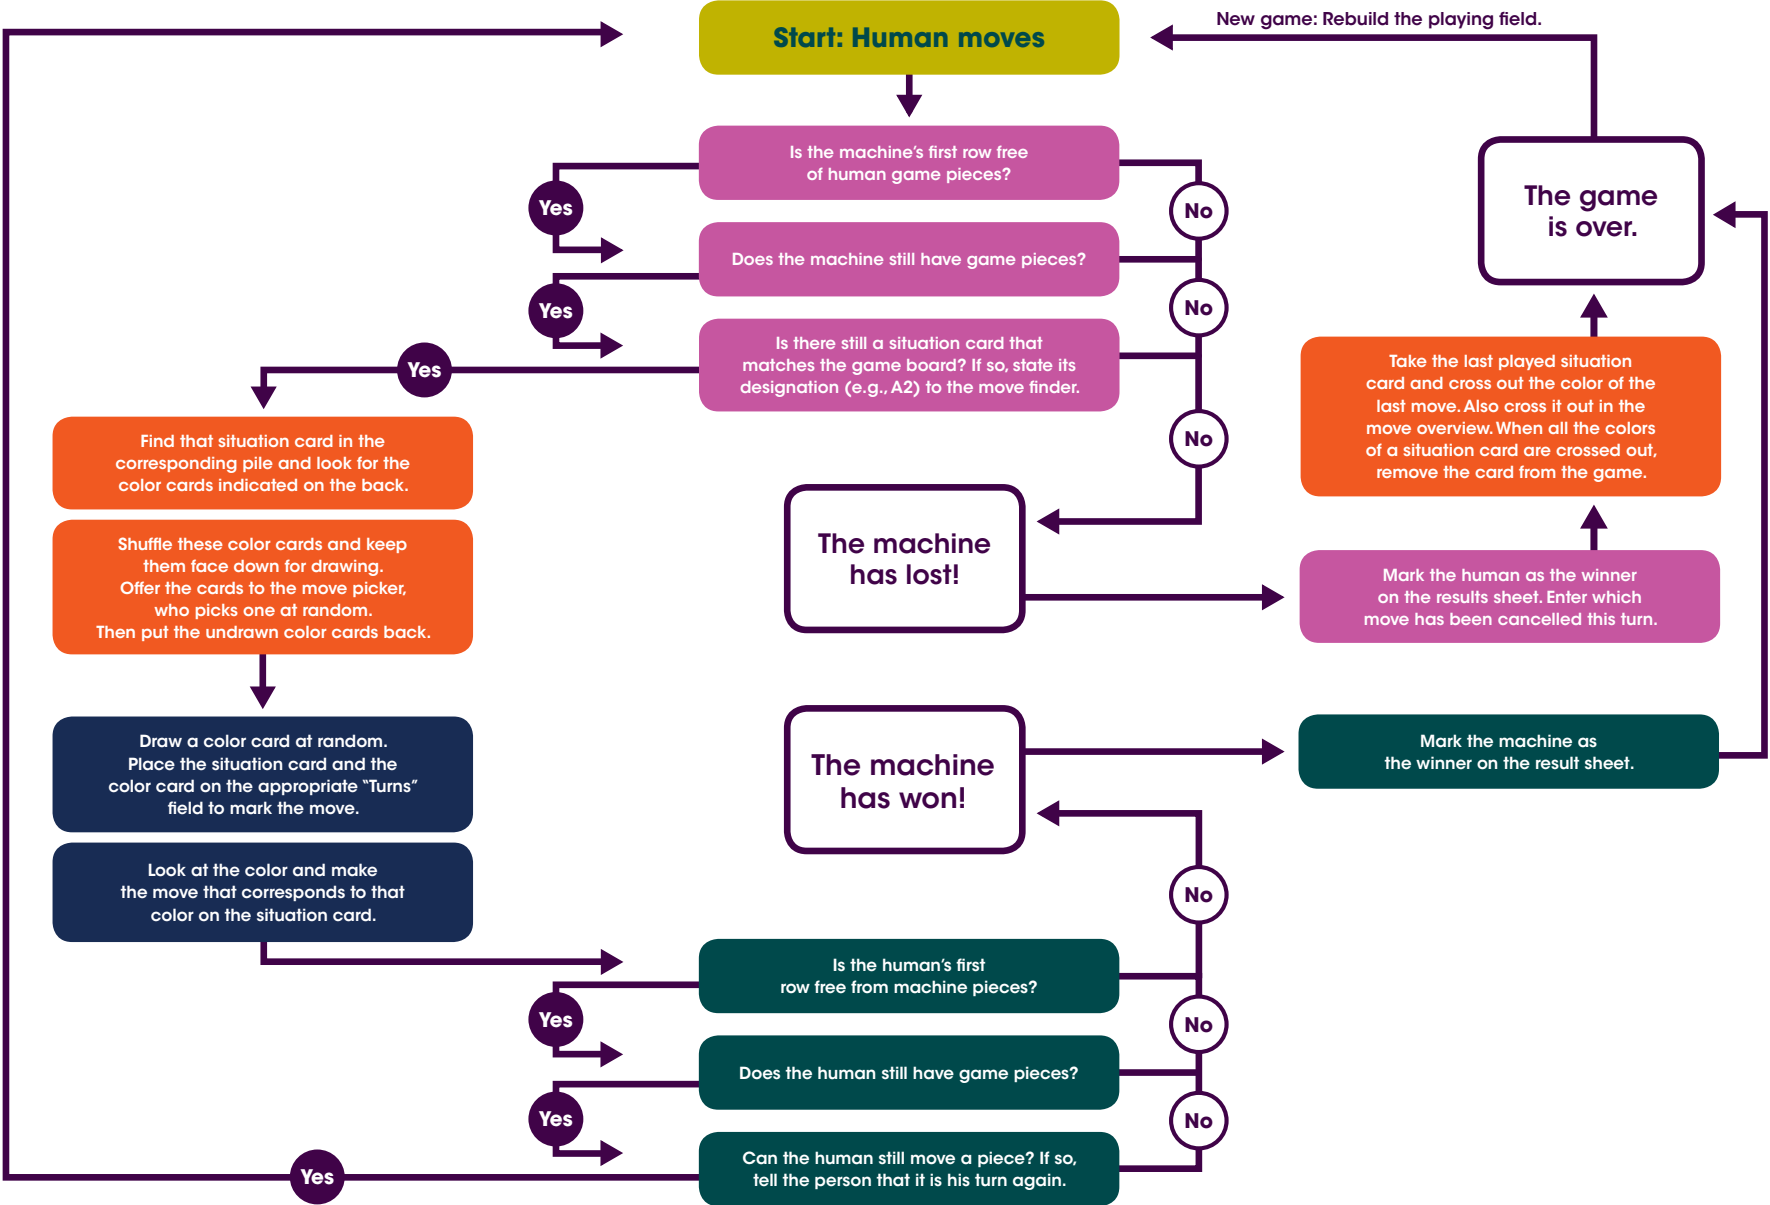 New game: Rebuild the playing field.
Start: Human moves
Is the machine’s first row free
of human game pieces?
Yes
No
The game
is over.
Does the machine still have game pieces?
Yes
No
Is there still a situation card that
matches the game board? If so, state its
designation (e.g., A2) to the move finder.
Yes
No
Take the last played situation
card and cross out the color of the
last move. Also cross it out in the
move overview. When all the colors
of a situation card are crossed out,
remove the card from the game.
Find that situation card in the
corresponding pile and look for the
color cards indicated on the back.
Shuffle these color cards and keep
them face down for drawing.
Offer the cards to the move picker,
who picks one at random.
Then put the undrawn color cards back.
The machine
has lost!
Mark the human as the winner
on the results sheet. Enter which
move has been cancelled this turn.
Draw a color card at random.
Place the situation card and the
color card on the appropriate “Turns”
field to mark the move.
The machine
has won!
Mark the machine as
the winner on the result sheet.
Look at the color and make
the move that corresponds to that
color on the situation card.
No
Is the human’s first
row free from machine pieces?
Yes
No
Does the human still have game pieces?
Yes
No
Can the human still move a piece? If so,
tell the person that it is his turn again.
Yes